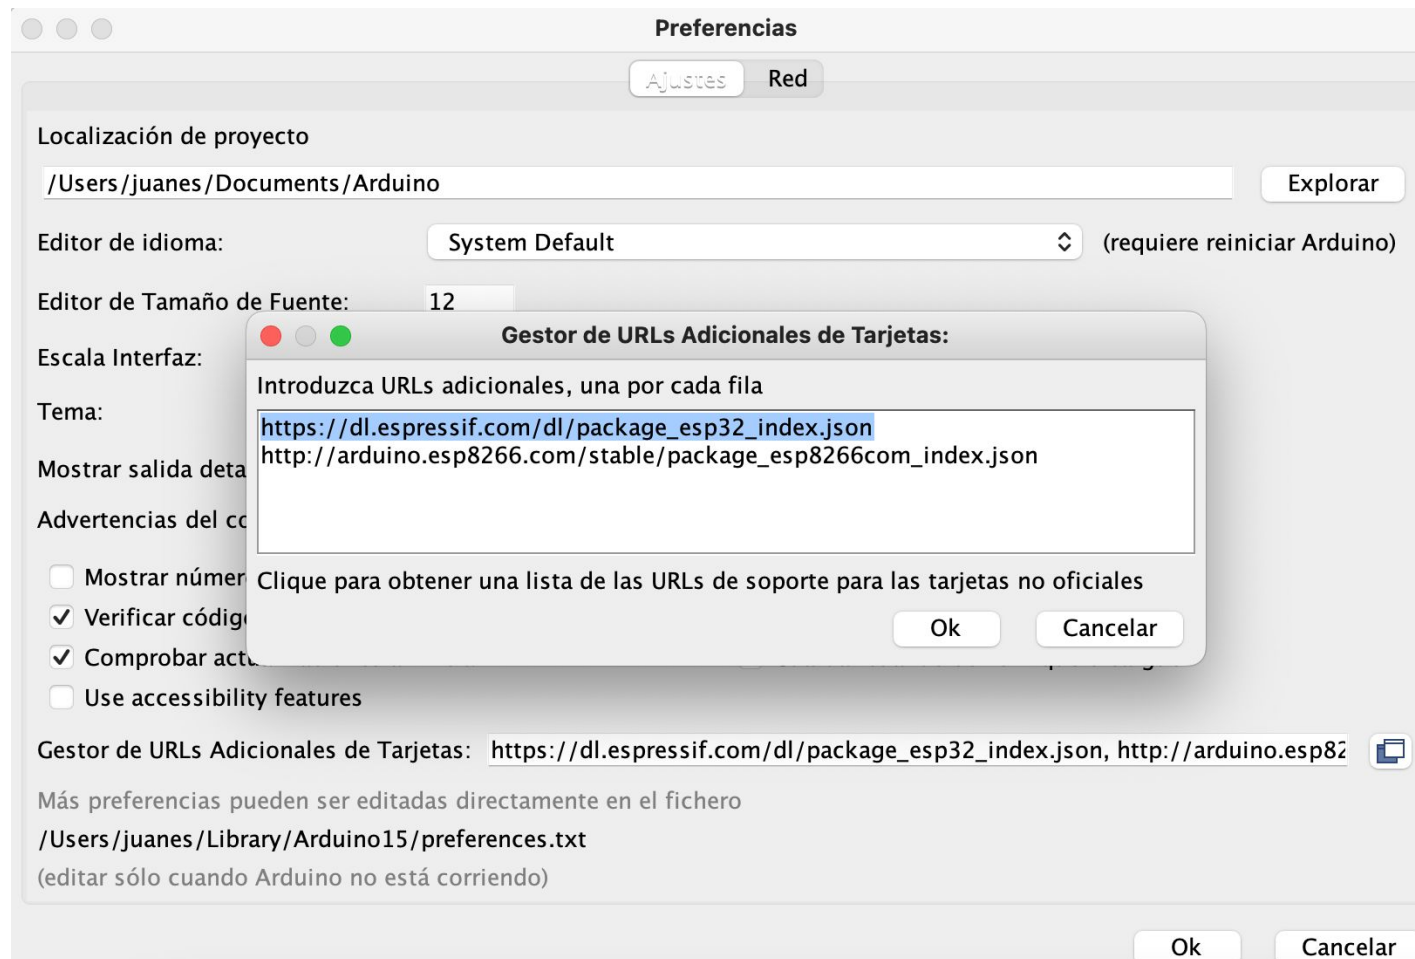 Preferencias
Ajustes Red
Localización de proyecto
/Users/juanes/Documents/Arduino Explorar
Editor de idioma: System Default (requiere reiniciar Arduino)
Editor de Tamaño de Fuente: 12
Gestor de URLs Adicionales de Tarjetas:
Escala Interfaz:
Introduzca URLs adicionales, una por cada fila
Tema:
https://dl.espressif.com/dl/package_esp32_index.json
http://arduino.esp8266.com/stable/package_esp8266com_index.json
Mostrar salida deta
Advertencias del co
Mostrar númer
Clique para obtener una lista de las URLs de soporte para las tarjetas no oficiales
Verificar códig
Ok Cancelar
Comprobar
Use accessibility features
Gestor de URLs Adicionales de Tarjetas: https://dl.espressif.com/dl/package_esp32_index.json, http://arduino.esp82
Más preferencias pueden ser editadas directamente en el fichero
/Users/juanes/Library/Arduino15/preferences.txt
(editar sólo cuando Arduino no está corriendo)
Ok Cancelar